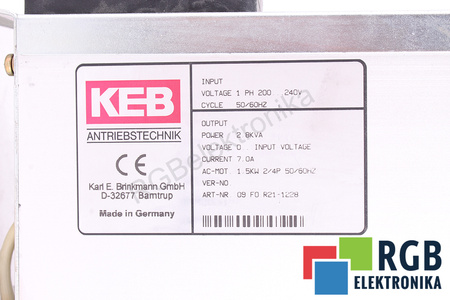 KEB
ANTRIEBSTECHNIK
CE
Karl E. Brinkmann GmbH
D-32677 Barntrup
Made in Germany
INPUT
VOLTAGE 1 PH 200 240V
CYCLE 50/60HZ
OUTPUT
POWER 2.8KVA
VOLTAGE 0 INPUT VOLTAGE
CURRENT 7.0A
AC-MOT 1.5KW 2/4P 50/60HZ
VER-NO
ART-NR 09 F0 R21-1228
RGBelektronika
RGB
ELEKTRONIKA